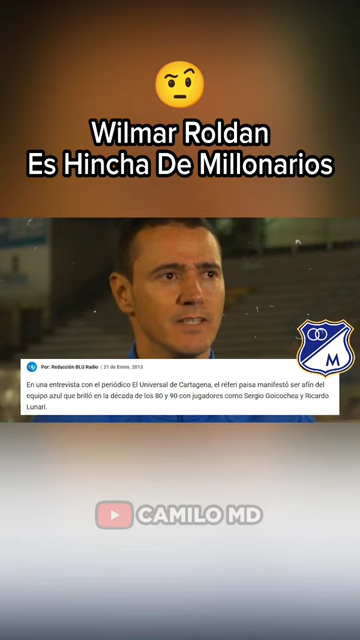 Wilmar Roldan
Es Hincha De Millonarios
M
Por: Redacción BLU Radio | 21 de Enero, 2013
En una entrevista con el periódico El Universal de Cartagena, el réferi paisa manifestó ser afín del
equipo azul que brilló en la década de los 80 y 90 con jugadores como Sergio Goicochea y Ricardo
Lunari.
CAMILO MD